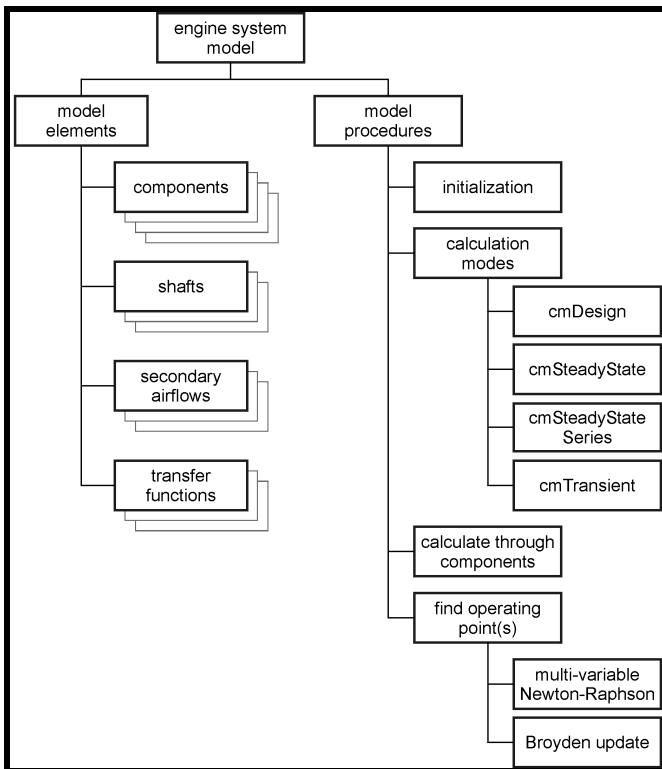 engine system
model
model
elements
components
shafts
secondary
airflows
transfer
functions
model
procedures
initialization
calculation
modes
cmDesign
cmSteadyState
cmSteadyState
Series
cmTransient
calculate through
components
find operating
point(s)
multi-variable
Newton-Raphson
Broyden update